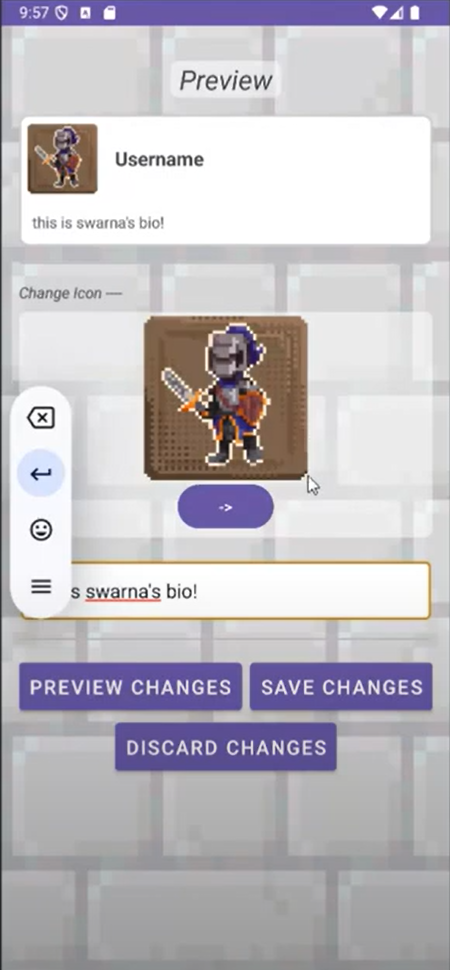 9:57
Preview
Username
this is swarna's bio!
Change Icon —
->
s swarna's bio!
PREVIEW CHANGES SAVE CHANGES
DISCARD CHANGES